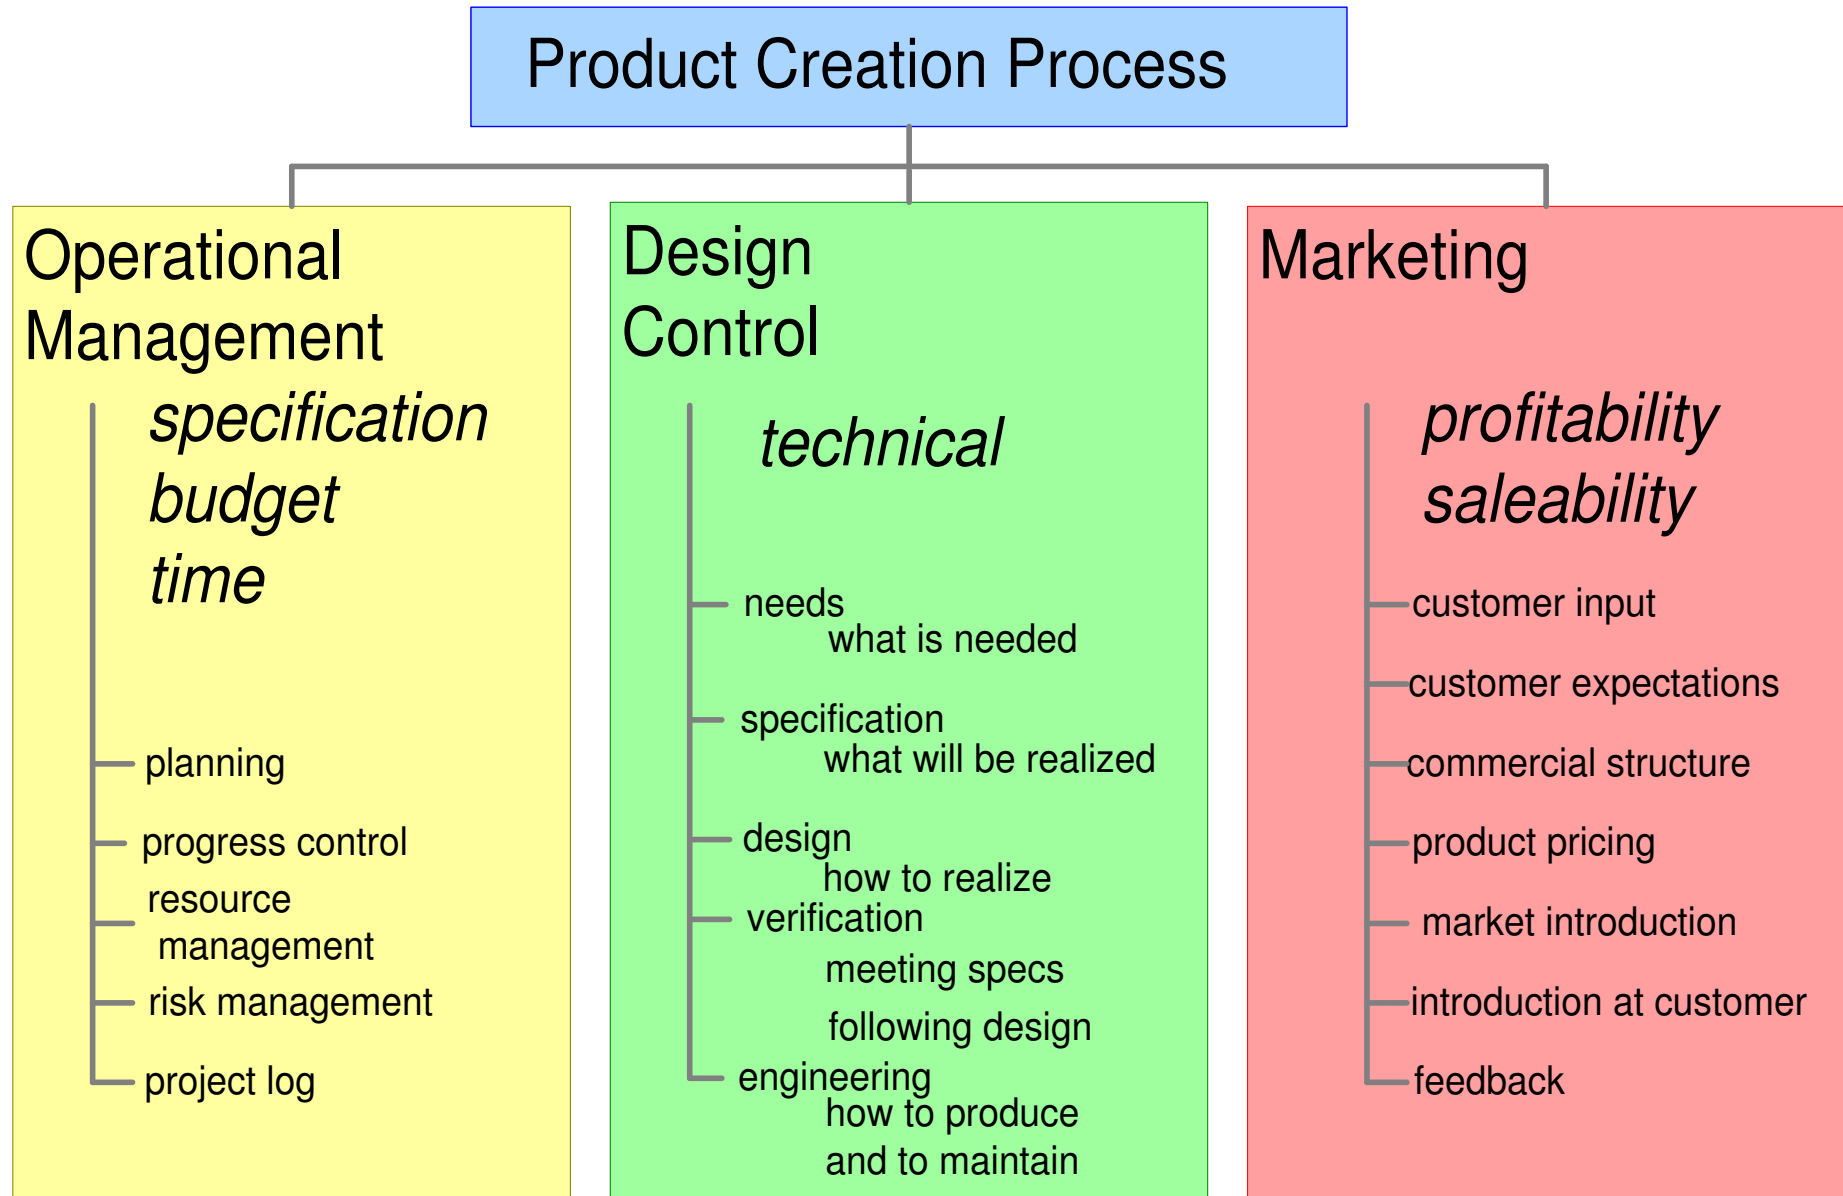 Product Creation Process
Operational
Management
specification
budget
time
planning
progress control
resource
management
risk management
project log
Design
Control
technical
needs
what is needed
specification
what will be realized
design
how to realize
verification
meeting specs
following design
engineering
how to produce
and to maintain
Marketing
profitability
saleability
customer input
customer expectations
commercial structure
product pricing
market introduction
introduction at customer
feedback